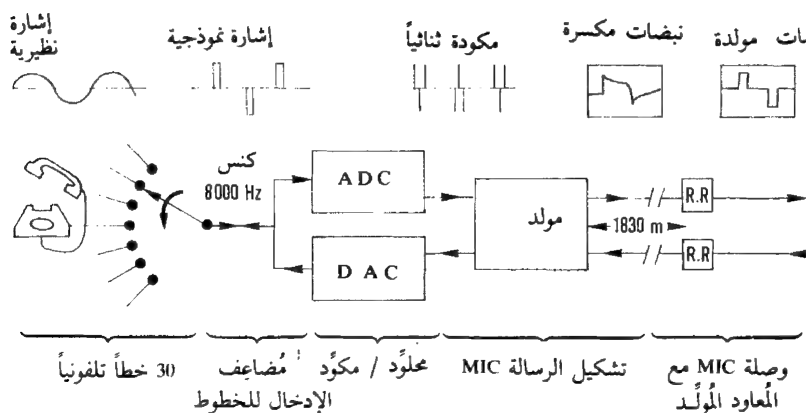 إشارة
نظيرية
إشارة نموذجية
مكودة ثنائياً
نبضات مكسرة
ات مولدة
كنس
8000 Hz
ADC
DAC
مولد
1830 m
R.R
R.R
30 خطاً تلفونياً
مُضاعِف
الإدخال للخطوط
محلوِّد / مكوِّد
تشكيل الرسالة MIC
وصلة MIC مع
المُعاود المُولِّد